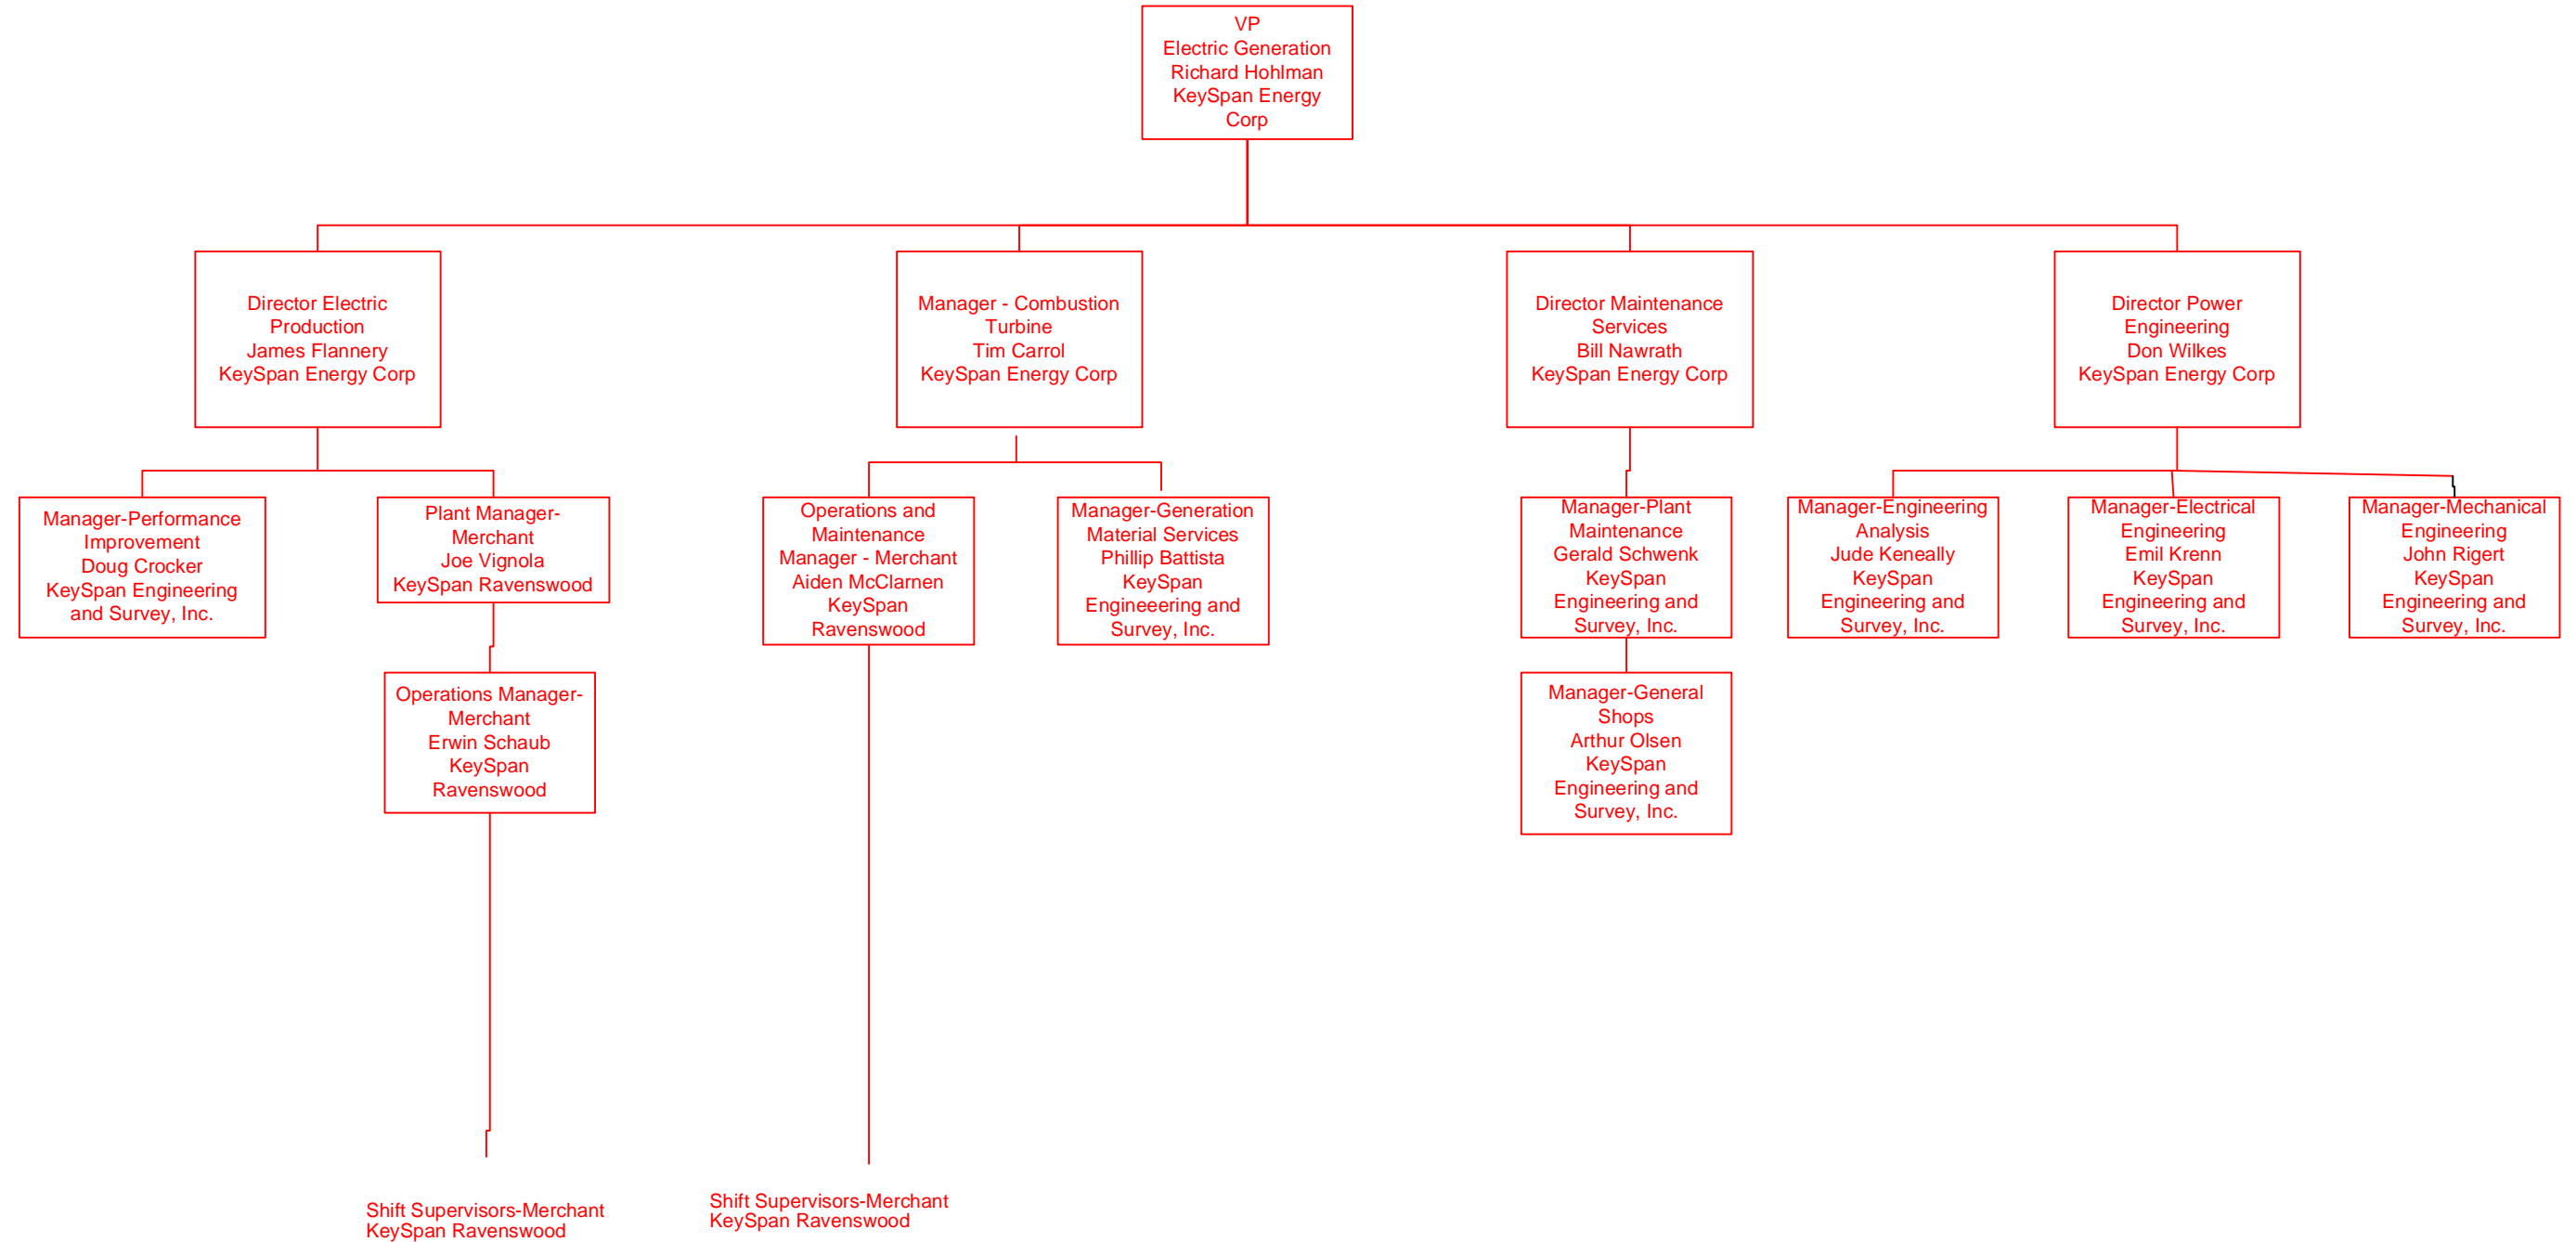 VP
Electric Generation
Richard Hohlman
KeySpan Energy
Corp
Director Electric
Production
James Flannery
KeySpan Energy Corp
Manager - Combustion
Turbine
Tim Carrol
KeySpan Energy Corp
Director Maintenance
Services
Bill Nawrath
KeySpan Energy Corp
Director Power
Engineering
Don Wilkes
KeySpan Energy Corp
Manager-Performance
Improvement
Doug Crocker
KeySpan Engineering
and Survey, Inc.
Plant Manager-
Merchant
Joe Vignola
KeySpan Ravenswood
Operations and
Maintenance
Manager - Merchant
Aiden McClarnen
KeySpan
Ravenswood
Manager-Generation
Material Services
Phillip Battista
KeySpan
Engineeering and
Survey, Inc.
Manager-Plant
Maintenance
Gerald Schwenk
KeySpan
Engineering and
Survey, Inc.
Manager-Engineering
Analysis
Jude Keneally
KeySpan
Engineering and
Survey, Inc.
Manager-Electrical
Engineering
Emil Krenn
KeySpan
Engineering and
Survey, Inc.
Manager-Mechanical
Engineering
John Rigert
KeySpan
Engineering and
Survey, Inc.
Operations Manager-
Merchant
Erwin Schaub
KeySpan
Ravenswood
Manager-General
Shops
Arthur Olsen
KeySpan
Engineering and
Survey, Inc.
Shift Supervisors-Merchant
KeySpan Ravenswood
Shift Supervisors-Merchant
KeySpan Ravenswood